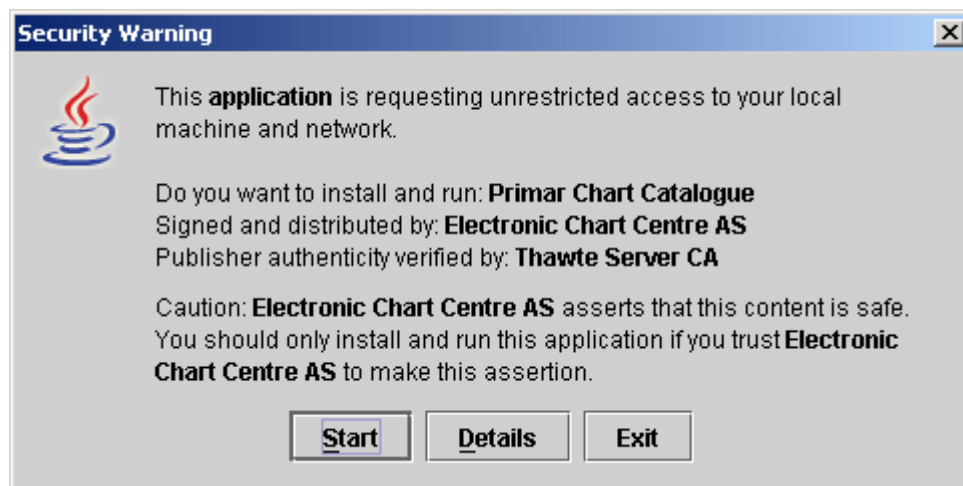 Security Warning
This application is requesting unrestricted access to your local
machine and network.
Do you want to install and run: Primar Chart Catalogue
Signed and distributed by: Electronic Chart Centre AS
Publisher authenticity verified by: Thawte Server CA
Caution: Electronic Chart Centre AS asserts that this content is safe.
You should only install and run this application if you trust Electronic
Chart Centre AS to make this assertion.
Start Details Exit